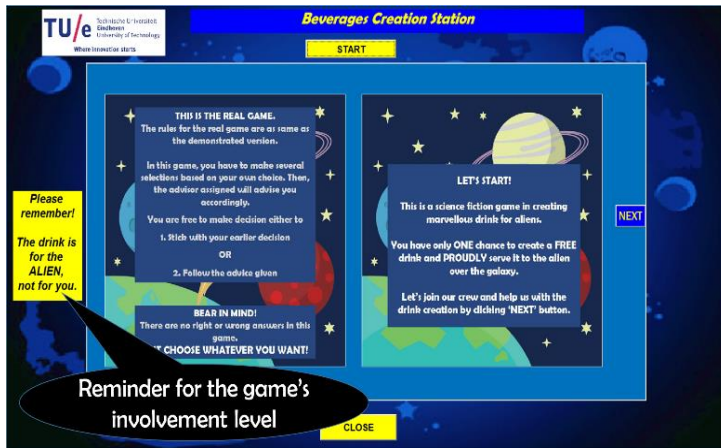 TU/e Technische Universiteit
Eindhoven
University of Technology
Where innovation starts
Beverages Creation Station
START
THIS IS THE REAL GAME.
The rules for the real game are as same as
the demonstrated version.
In this game, you have to make several
selections based on your own choice. Then,
the advisor assigned will advise you
accordingly.
You are free to make decision either to
1. Stick with your earlier decision
OR
2. Follow the advice given
BEAR IN MIND!
There are no right or wrong answers in this
game.
CHOOSE WHATEVER YOU WANT!
LET'S START!
This is a science fiction game in creating
marvellous drink for aliens.
You have only ONE chance to create a FREE
drink and PROUDLY serve it to the alien
over the galaxy.
Let's join our crew and help us with the
drink creation by clicking 'NEXT' button.
Please
remember!
The drink is
for the
ALIEN,
not for you.
NEXT
Reminder for the game's
involvement level
CLOSE